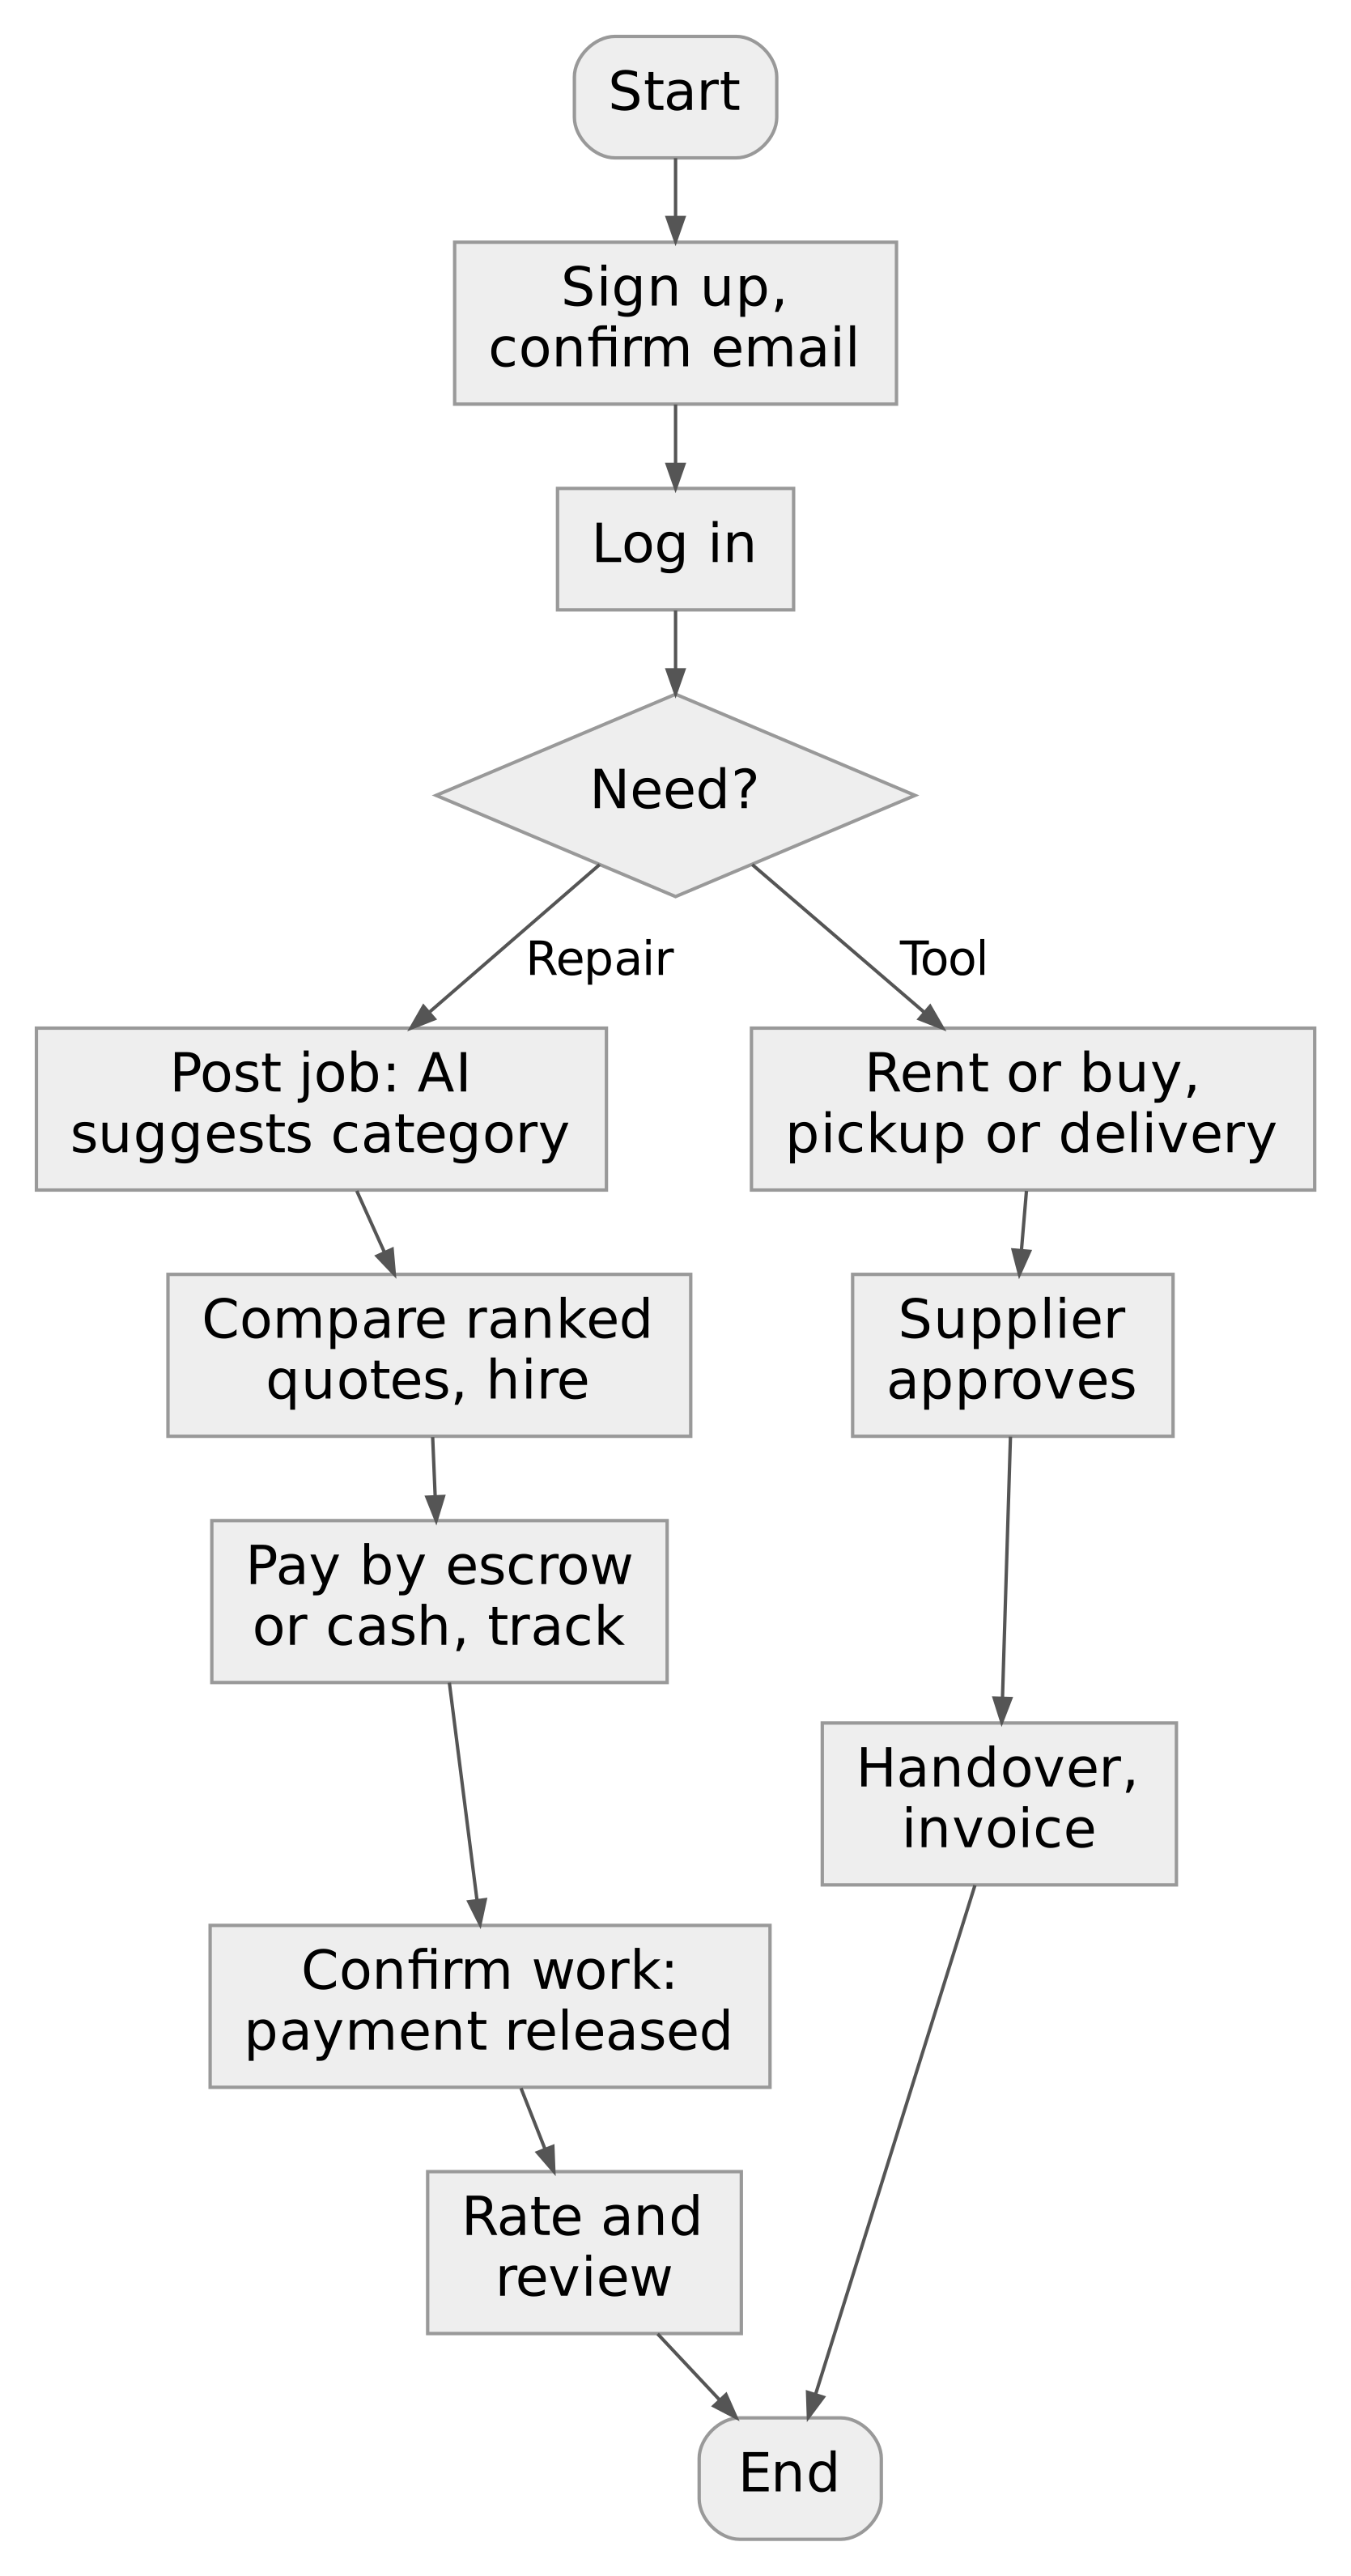 Start
Sign up,
confirm email
Log in
Need?
Repair
Tool
Post job: AI
suggests category
Rent or buy,
pickup or delivery
Compare ranked
quotes, hire
Supplier
approves
Pay by escrow
or cash, track
Handover,
invoice
Confirm work:
payment released
Rate and
review
End